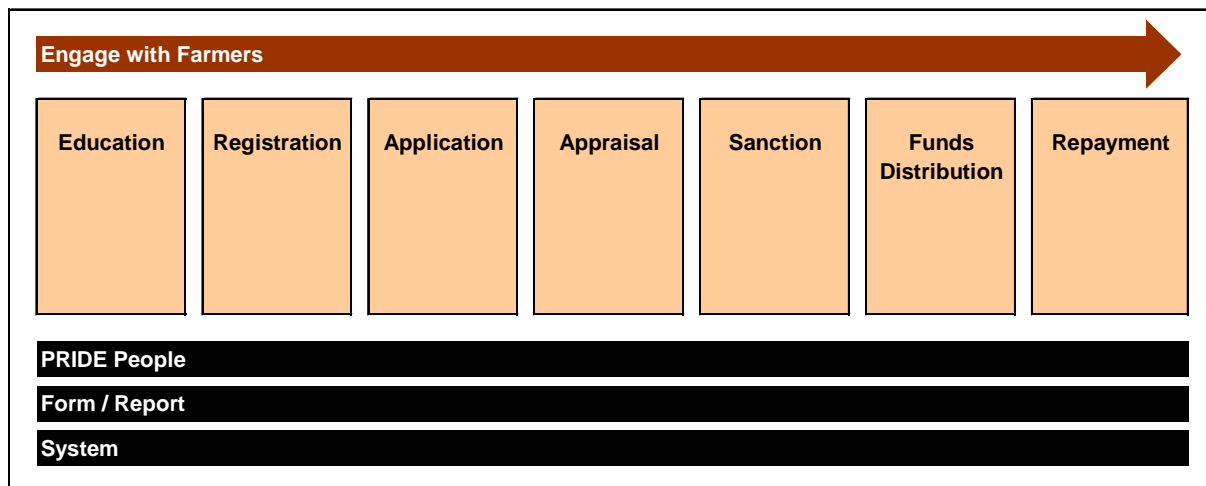 Engage with Farmers
Education
Registration
Application
Appraisal
Sanction
Funds
Distribution
Repayment
PRIDE People
Form / Report
System